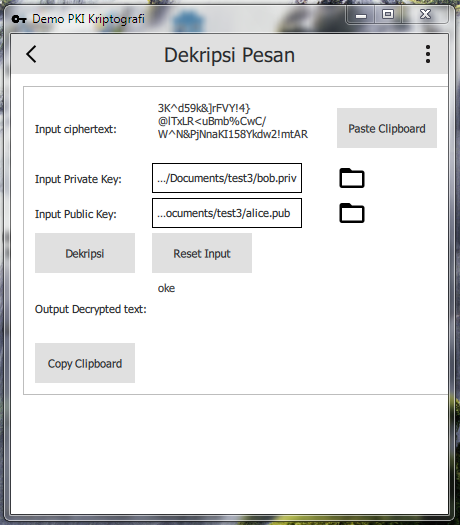 Demo PKI Kriptografi
Dekripsi Pesan
Input ciphertext:
3K^d59k&]rFVY!4}
@lTxLR<uBmb%CwC/
W^N&PjNnaKI158Ykdw2!mtAR
Paste Clipboard
Input Private Key:
.../Documents/test3/bob.priv
Input Public Key:
...ocuments/test3/alice.pub
Dekripsi
Reset Input
oke
Output Decrypted text:
Copy Clipboard